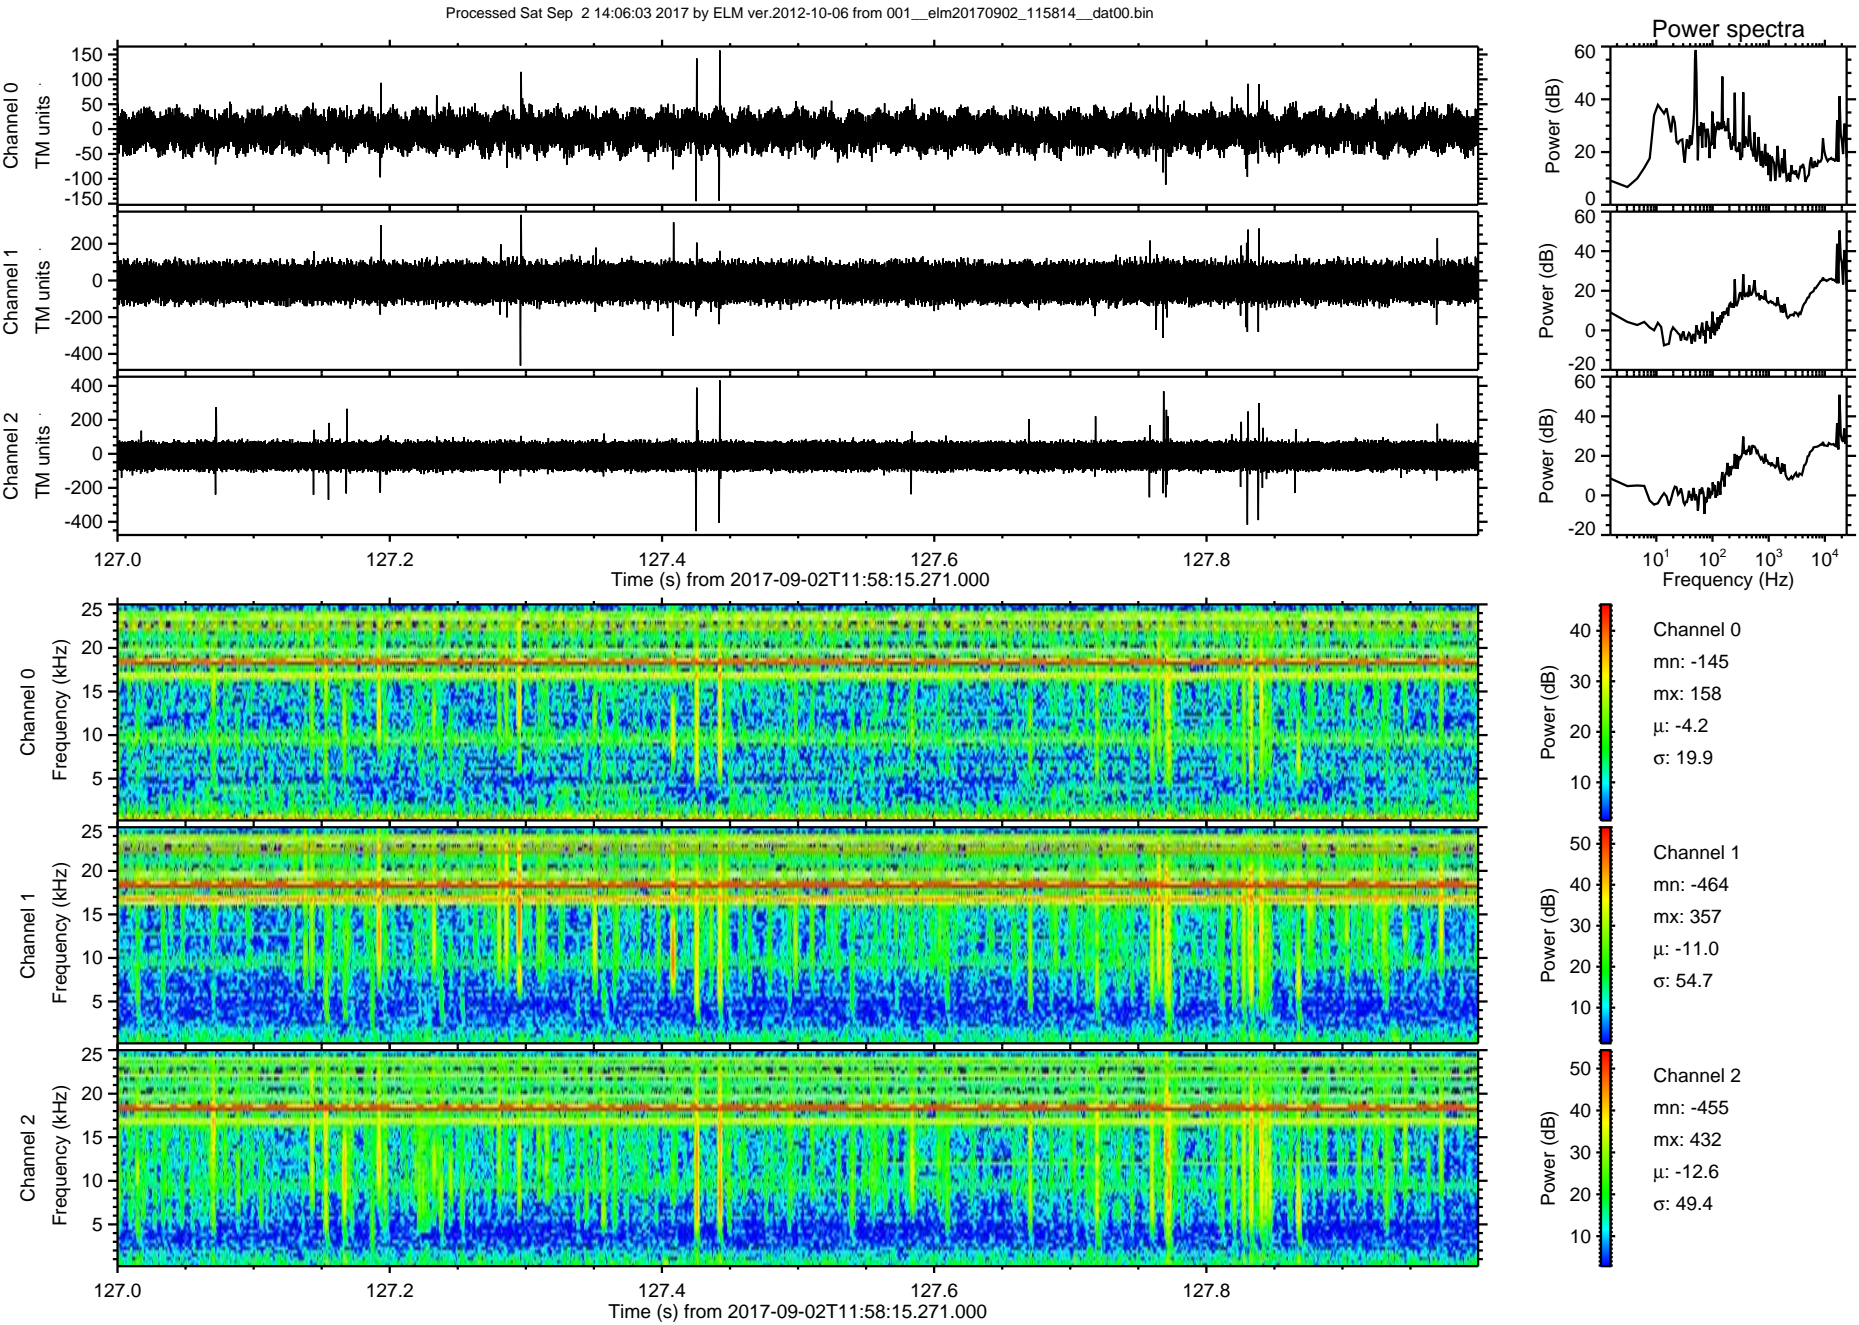 Processed Sat Sep  2 14:06:03 2017 by ELM ver.2012-10-06 from 001__elm20170902_115814__dat00.bin
Power spectra
Channel 0
TM units
150
100
50
0
-50
-100
-150
Power (dB)
60
40
20
0
Channel 1
TM units
200
0
-200
-400
Power (dB)
60
40
20
0
-20
Channel 2
TM units
400
200
0
-200
-400
Power (dB)
60
40
20
0
-20
127.0 127.2 127.4 127.6 127.8
Time (s) from 2017-09-02T11:58:15.271.000
10^1 10^2 10^3 10^4
Frequency (Hz)
Channel 0
Frequency (kHz)
25
20
15
10
5
Power (dB)
40
30
20
10
Channel 0
mn: -145
mx: 158
μ: -4.2
σ: 19.9
Channel 1
Frequency (kHz)
25
20
15
10
5
Power (dB)
50
40
30
20
10
Channel 1
mn: -464
mx: 357
μ: -11.0
σ: 54.7
Channel 2
Frequency (kHz)
25
20
15
10
5
Power (dB)
50
40
30
20
10
Channel 2
mn: -455
mx: 432
μ: -12.6
σ: 49.4
127.0 127.2 127.4 127.6 127.8
Time (s) from 2017-09-02T11:58:15.271.000